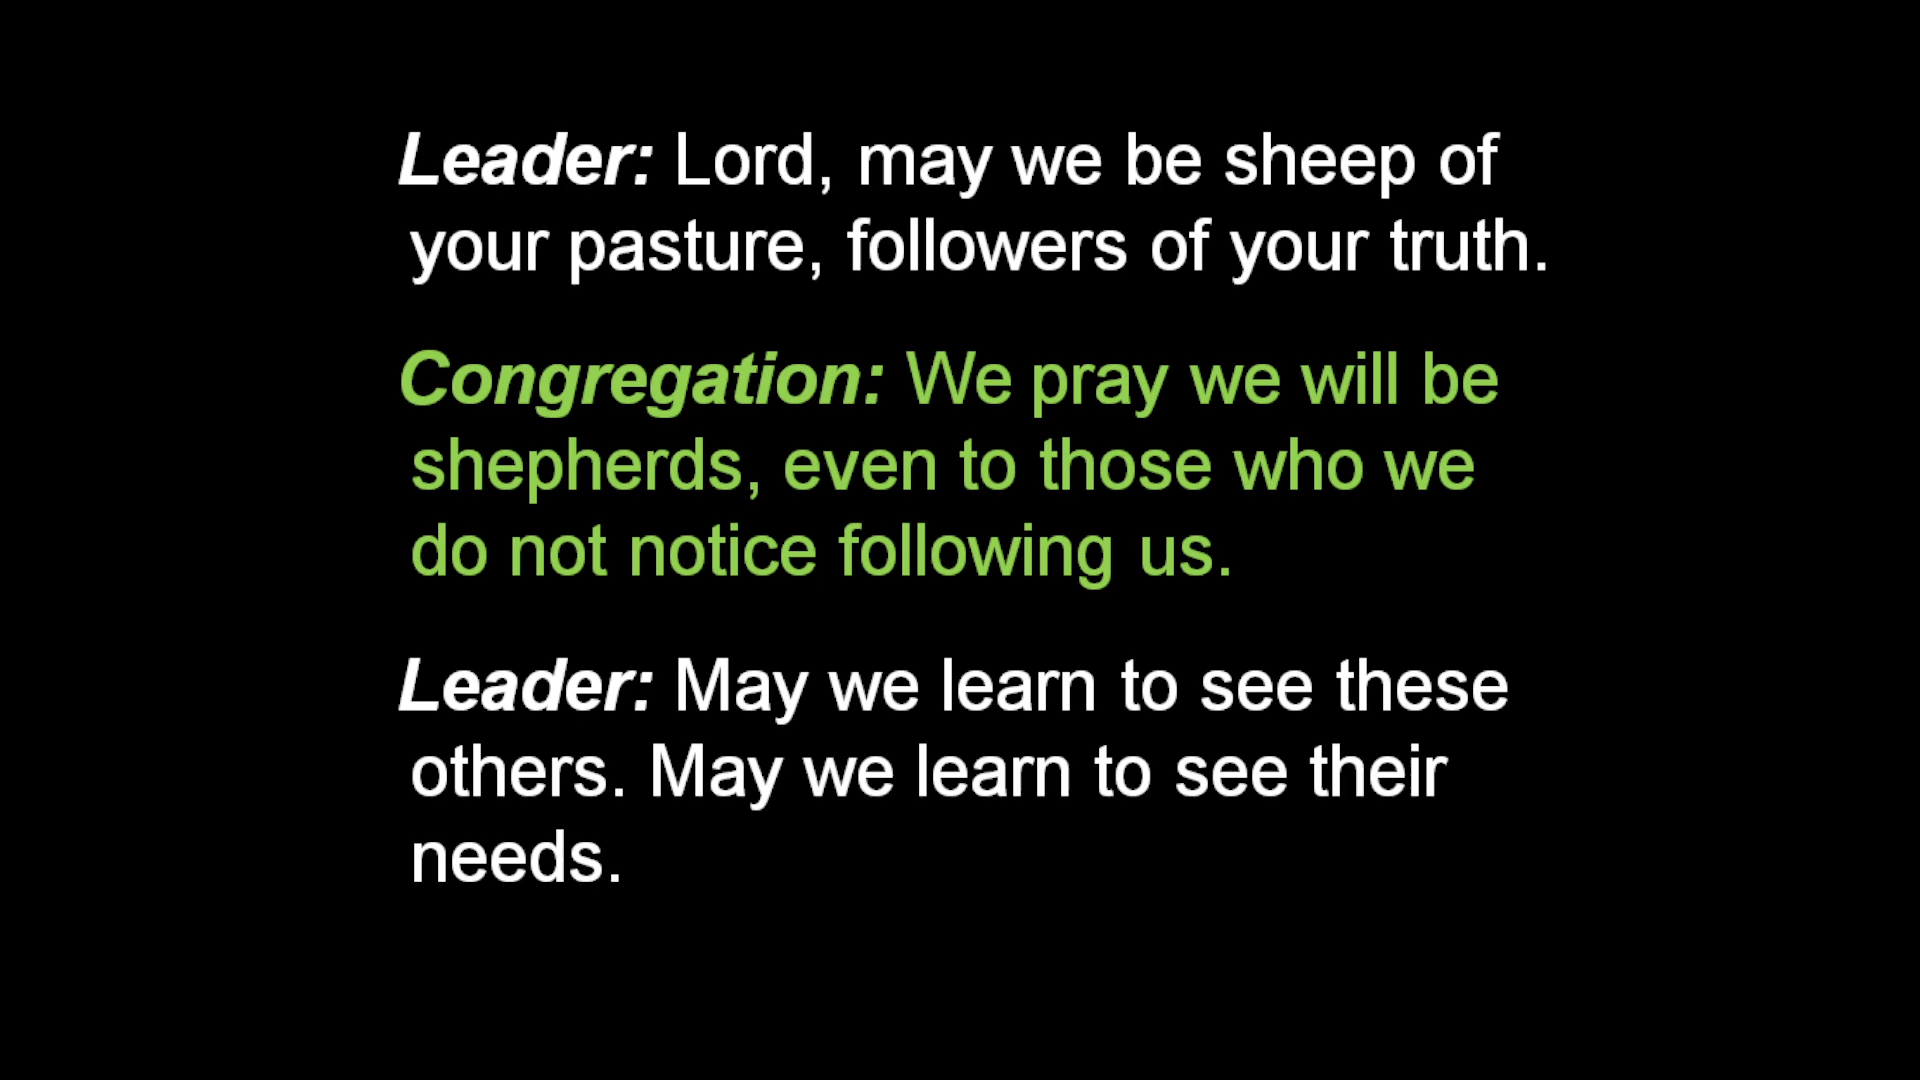 Leader: Lord, may we be sheep of
your pasture, followers of your truth.
Congregation: We pray we will be
shepherds, even to those who we
do not notice following us.
Leader: May we learn to see these
others. May we learn to see their
needs.